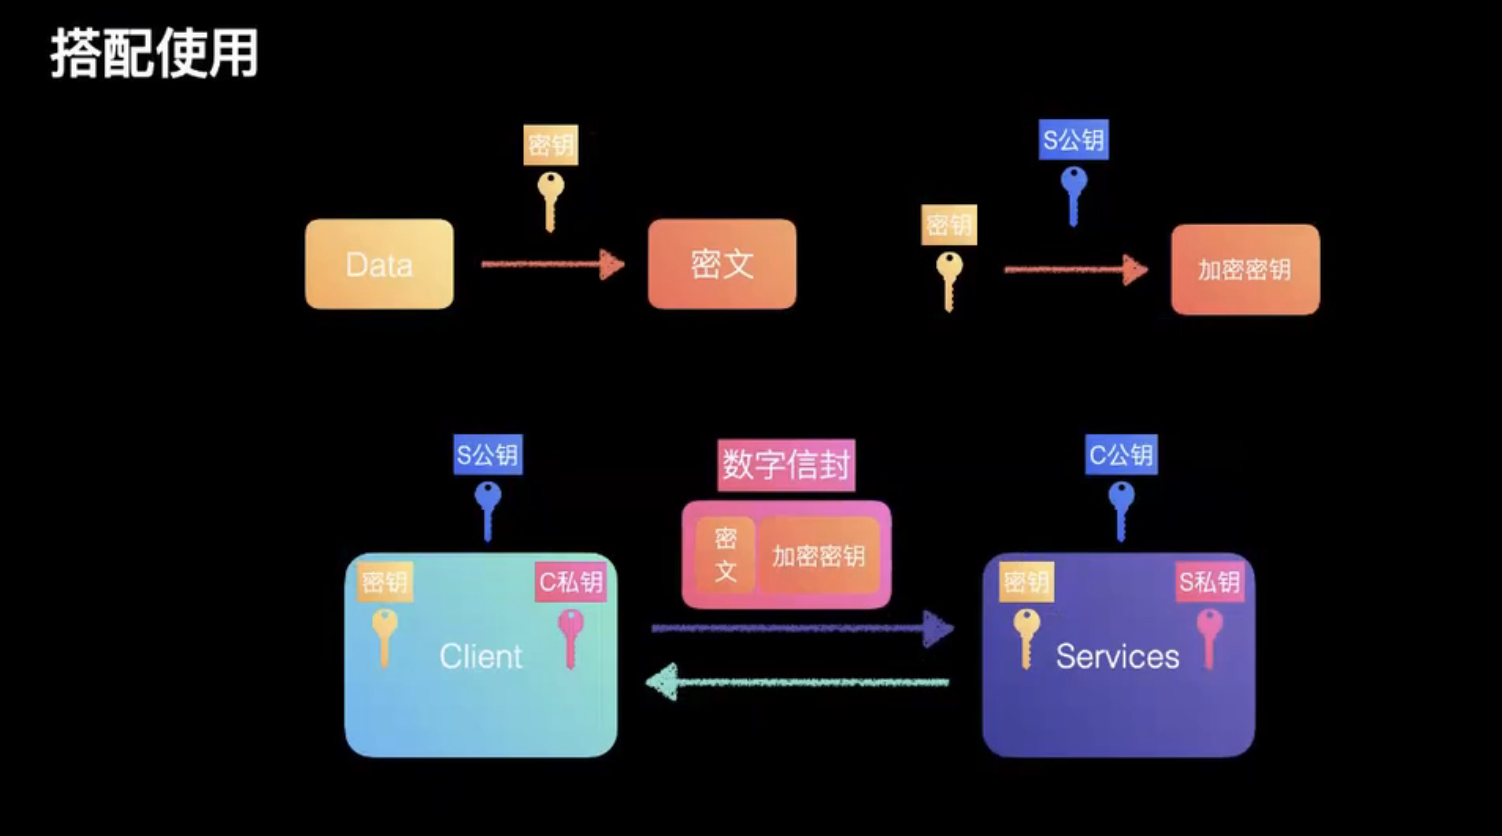 搭配使用
密钥
S公钥
密钥
Data
密文
加密密钥
S公钥
数字信封
C公钥
密
文
加密密钥
密钥
C私钥
密钥
S私钥
Client
Services